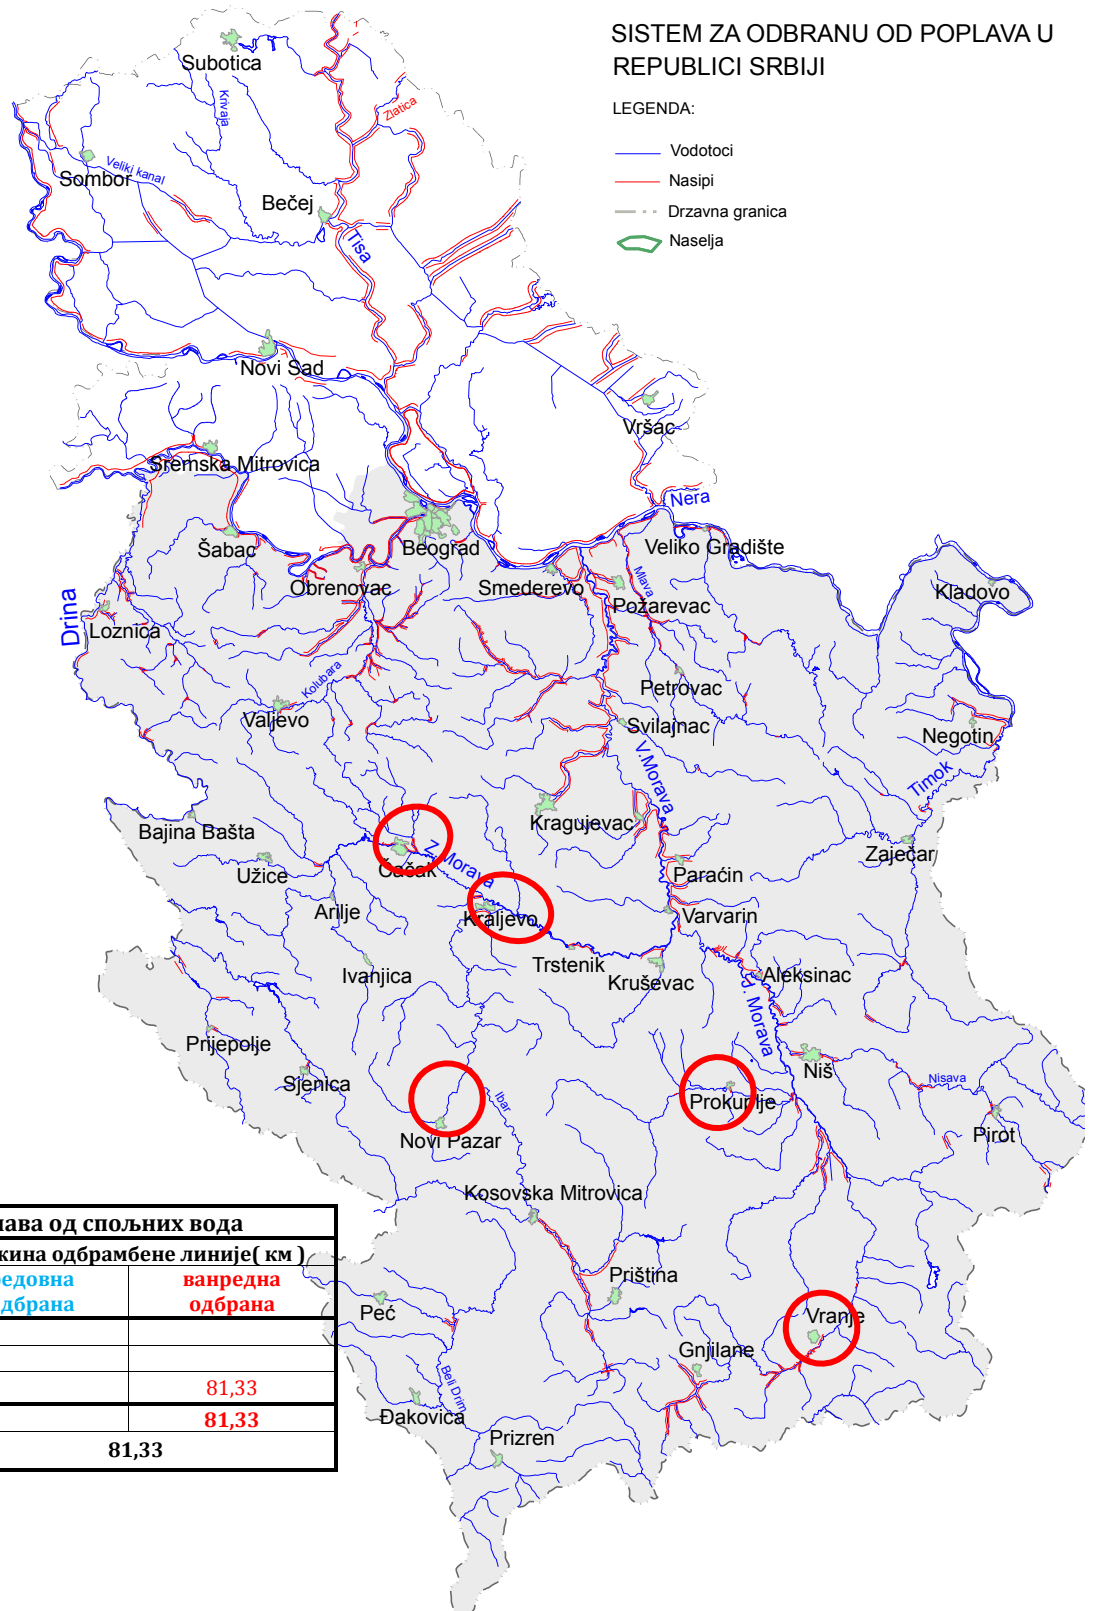 SISTEM ZA ODBRANU OD POPLAVA U
REPUBLICI SRBIJI
LEGENDA:
Vodotoci
Nasipi
Drzavna granica
Naselja
Subotica
Krivaja
Zlatica
Sombor
Veliki kanal
Bečej
Tisa
Novi Sad
Vršac
Sremska Mitrovica
Nera
Šabac
Beograd
Veliko Gradište
Obrenovac
Smederevo
Mlava
Požarevac
Kladovo
Drina
Loznica
Kolubara
Petrovac
Valjevo
Svilajnac
Negotin
V.Morava
Timok
Bajina Bašta
Kragujevac
Zaječar
Čačak
Z. Morava
Užice
Paraćin
Arilje
Kraljevo
Varvarin
Trstenik
Ivanjica
Kruševac
Aleksinac
J. Morava
Prijepolje
Sjenica
Ibar
Niš
Nisava
Prokuplje
Pirot
Novi Pazar
Kosovska Mitrovica
Priština
Peć
Vranje
Gnjilane
Beli Drim
Đakovica
Prizren
лава од спољних вода
жина одбрамбене линије( км )
едовна ванредна
дбрана одбрана
81,33
81,33
81,33